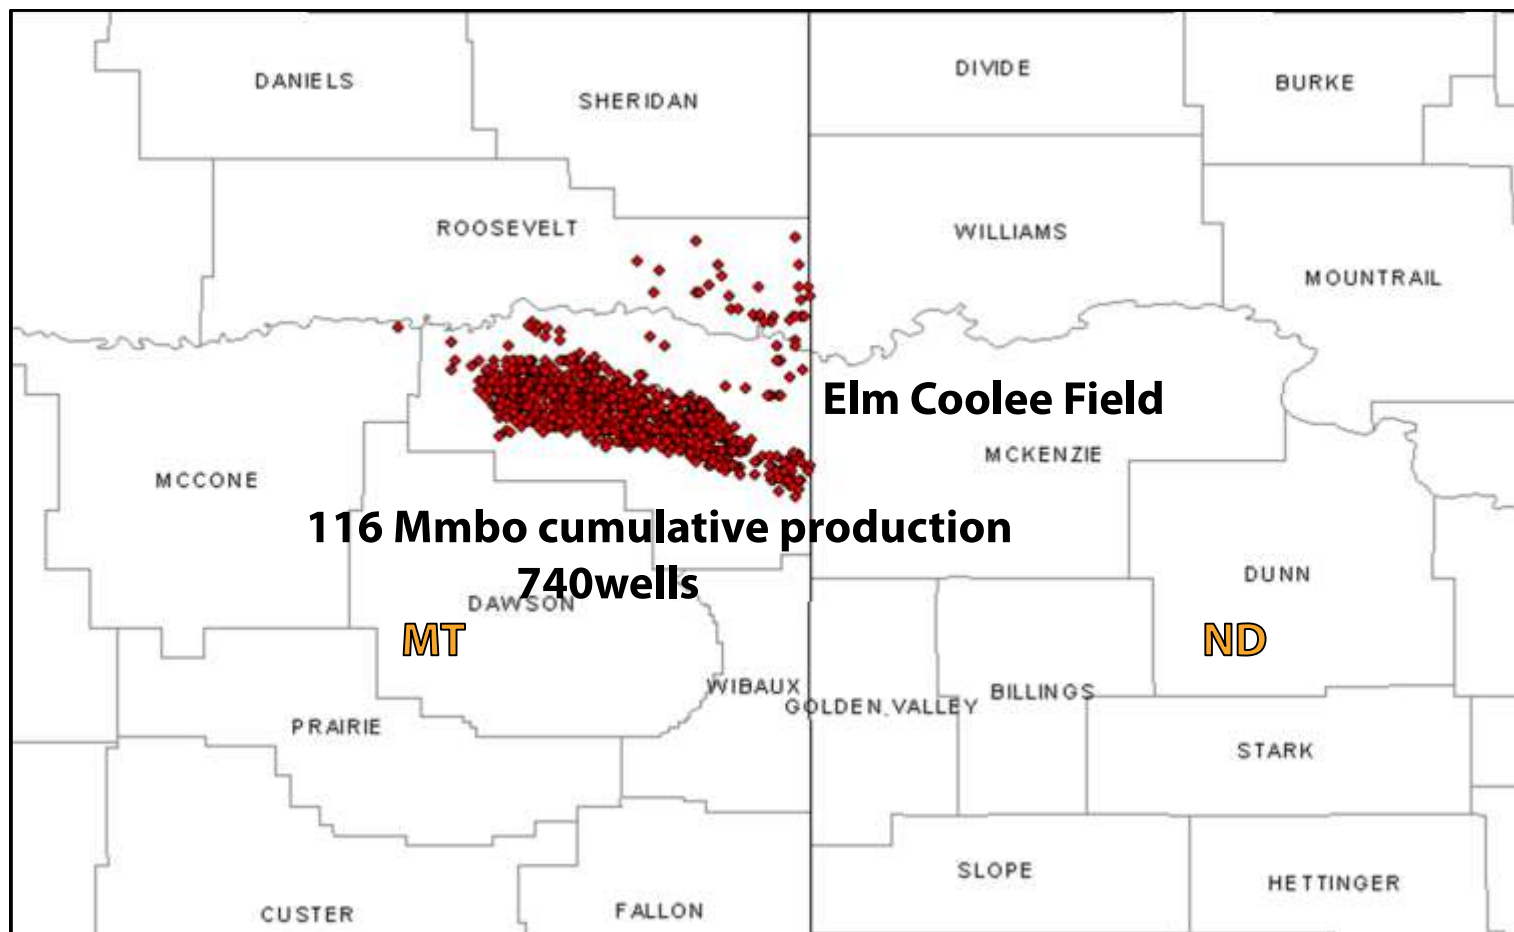 DIVIDE
DANIELS
BURKE
SHERIDAN
ROOSEVELT
WILLIAMS
MOUNTRAIL
Elm Coolee Field
MCKENZIE
MCCONE
116 Mmbo cumulative production
740wells
DUNN
DAWSON
MT
ND
WIBAUX
BILLINGS
GOLDEN VALLEY
PRAIRIE
STARK
SLOPE
HETTINGER
FALLON
CUSTER